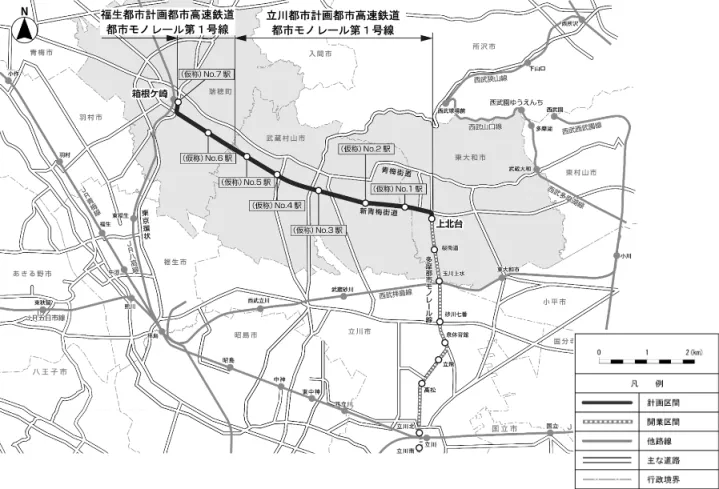 福生都市計画都市高速鉄道
都市モノレール第1号線
立川都市計画都市高速鉄道
都市モノレール第1号線
N
青梅市
入間市
所沢市
西所沢
下山口
西武狭山線
小作
(仮称)No.7駅
箱根ケ崎
瑞穂町
西武球場前
西武園ゆうえんち
西武園
西武西武園線
西武山口線
多摩湖
羽村市
武蔵村山市
(仮称)No.2駅
東大和市
(仮称)No.6駅
青梅街道
武蔵大和
東村山市
羽村
(仮称)No.5駅
(仮称)No.1駅
西武多摩湖線
(仮称)No.4駅
新青梅街道
JR青梅線
東福生
東京環状
上北台
福生
(仮称)No.3駅
JR八高線
桜街道
多摩都市モノレール線
小川
福生市
あきる野市
玉川上水
東大和市
武蔵砂川
西武拝島線
東秋留
熊川
西武立川
小平市
JR五日市線
砂川七番
拝島
昭島市
立川市
泉体育館
国分寺市
八王子市
昭島
立飛
中神
高松
東中神
西立川
立川北
国立市
国立
立川
立川南
0 1 2(km)
凡 例
計画区間
開業区間
他路線
主な道路
行政境界